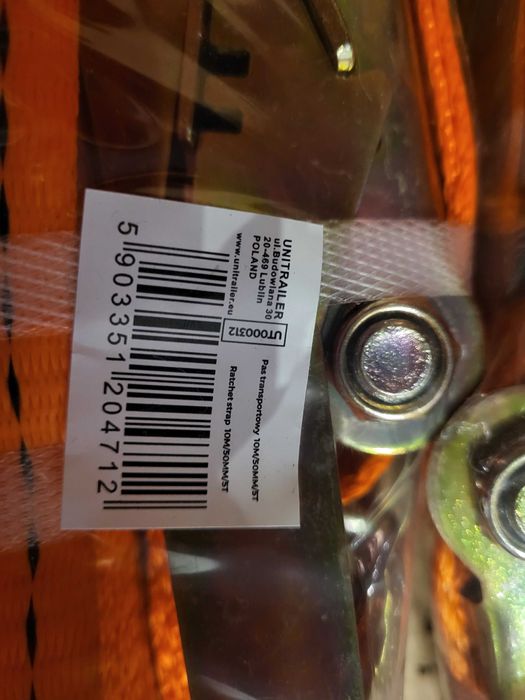 UNITRAILER
ul.Budowlana 30
20-469 Lublin
POLAND
www.unitrailer.eu
ST000312
Pas transportowy 10M/50MM/5T
Ratchet strap 10M/50MM/5T
5 903351 204712